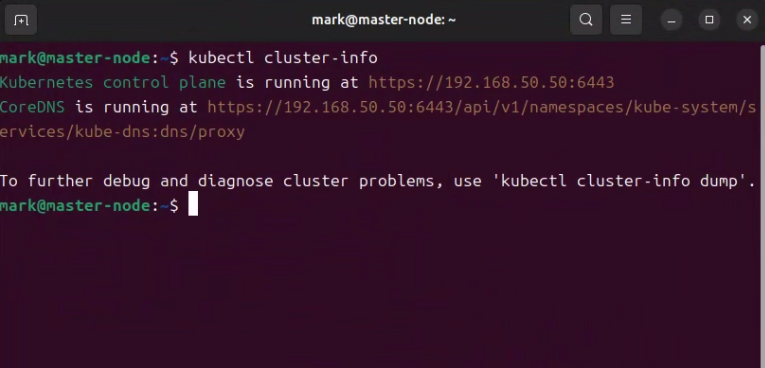 mark@master-node: ~
mark@master-node:~$ kubectl cluster-info
Kubernetes control plane is running at https://192.168.50.50:6443
CoreDNS is running at https://192.168.50.50:6443/api/v1/namespaces/kube-system/s
ervices/kube-dns:dns/proxy

To further debug and diagnose cluster problems, use 'kubectl cluster-info dump'.
mark@master-node:~$